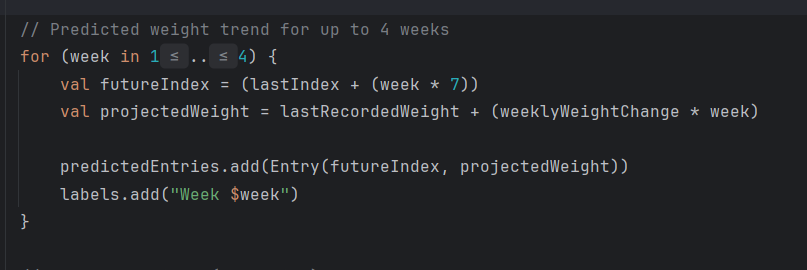 // Predicted weight trend for up to 4 weeks
for (week in 1 ≤ .. ≤ 4) {
    val futureIndex = (lastIndex + (week * 7))
    val projectedWeight = lastRecordedWeight + (weeklyWeightChange * week)
    predictedEntries.add(Entry(futureIndex, projectedWeight))
    labels.add("Week $week")
}